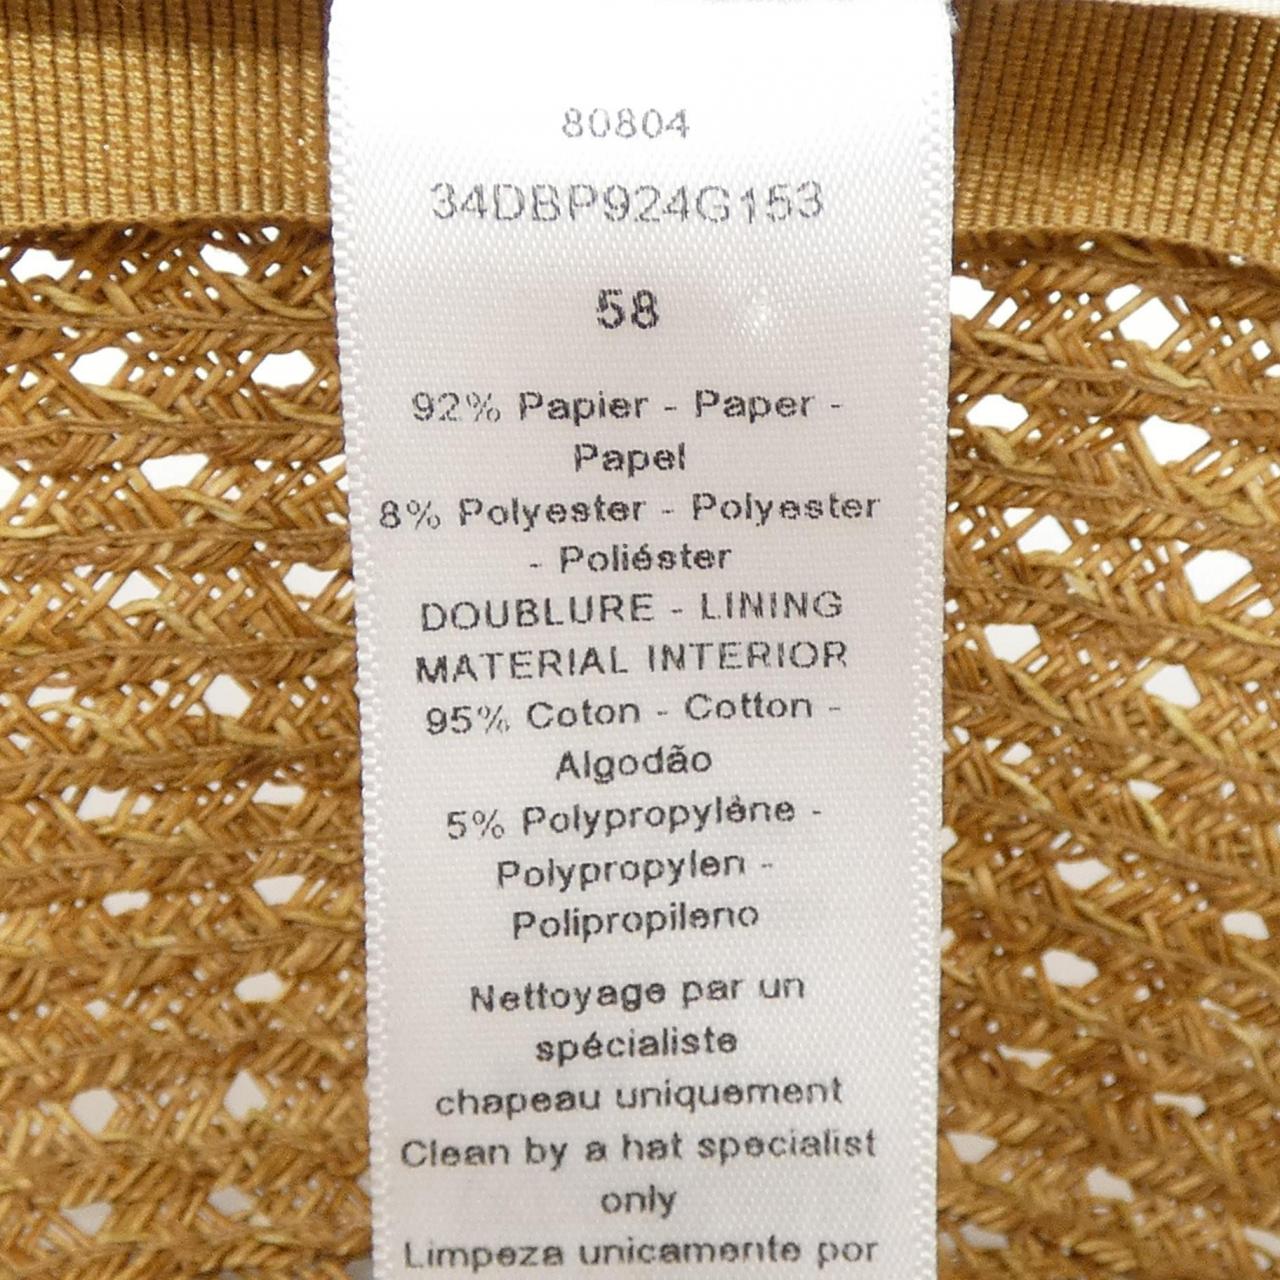 80804
34DBP924G153
58
92% Papier - Paper -
Papel
8% Polyester - Polyester
- Poliéster
DOUBLURE - LINING
MATERIAL INTERIOR
95% Coton - Cotton -
Algodão
5% Polypropylène -
Polypropylen -
Polipropileno
Nettoyage par un
spécialiste
chapeau uniquement
Clean by a hat specialist
only
Limpeza unicamente por